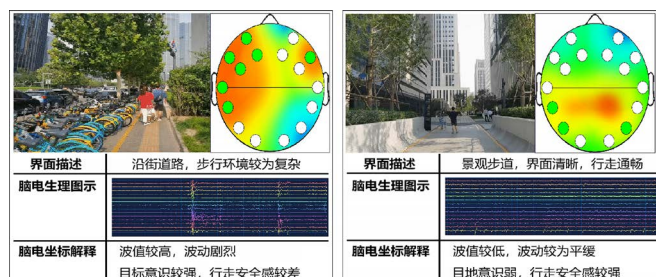 界面描述 沿街道路，步行环境较为复杂
脑电生理图示
脑电坐标解释 波值较高，波动剧烈
目标意识较强，行走安全感较差
界面描述 景观步道，界面清晰，行走通畅
脑电生理图示
脑电坐标解释 波值较低，波动较为平缓
目地意识弱，行走安全感较强